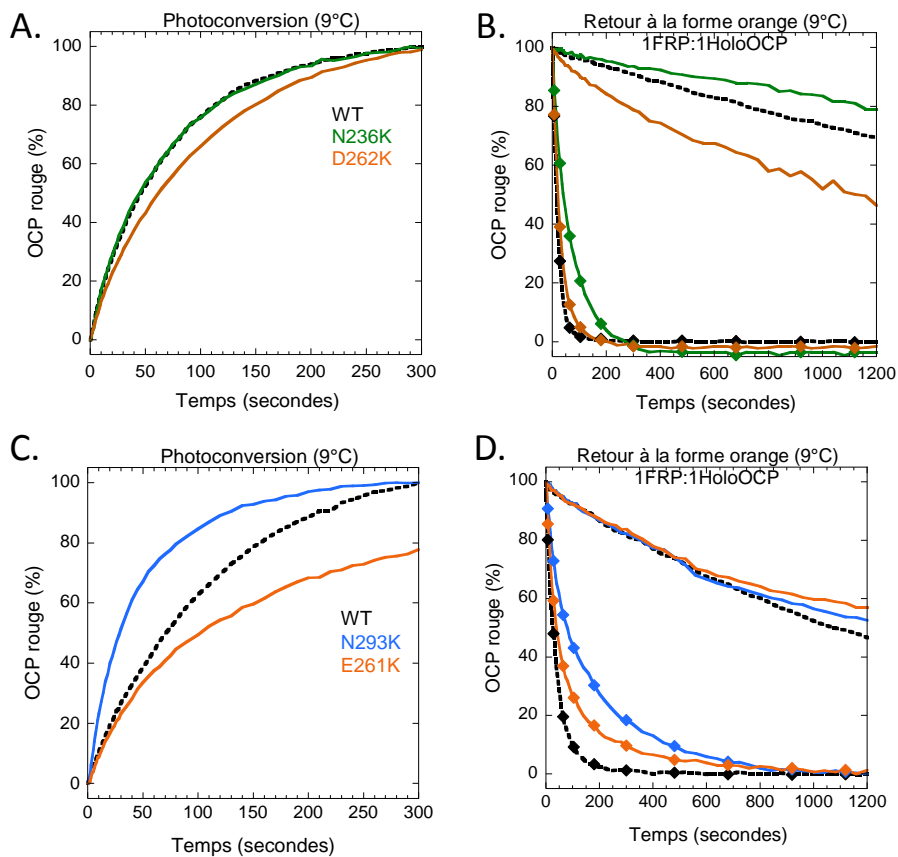 A.
Photoconversion (9°C)
100
80
60
40
20
0
OCP rouge (%)
WT
N236K
D262K
0 50 100 150 200 250 300
Temps (secondes)
B.
Retour à la forme orange (9°C)
1FRP:1HoloOCP
100
80
60
40
20
0
OCP rouge (%)
0 200 400 600 800 1000 1200
Temps (secondes)
C.
Photoconversion (9°C)
100
80
60
40
20
0
OCP rouge (%)
WT
N293K
E261K
0 50 100 150 200 250 300
Temps (secondes)
D.
Retour à la forme orange (9°C)
1FRP:1HoloOCP
100
80
60
40
20
0
OCP rouge (%)
0 200 400 600 800 1000 1200
Temps (secondes)